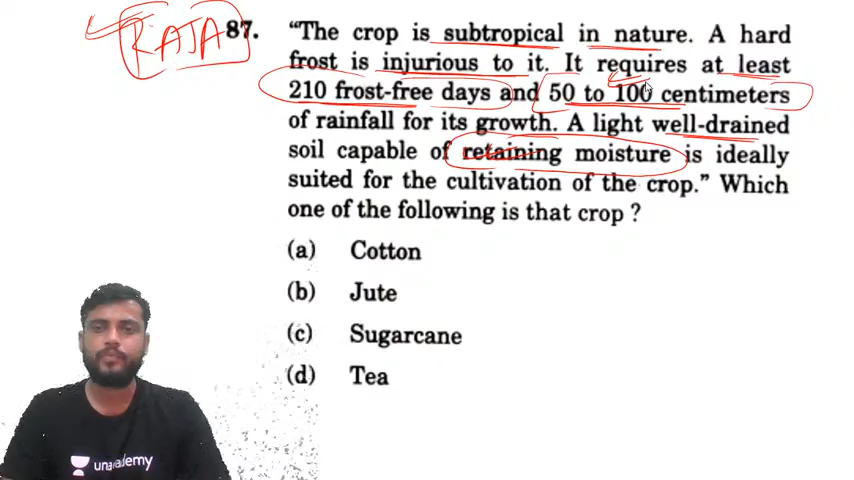 RAJA
87. "The crop is subtropical in nature. A hard
frost is injurious to it. It requires at least
210 frost-free days and 50 to 100 centimeters
of rainfall for its growth. A light well-drained
soil capable of retaining moisture is ideally
suited for the cultivation of the crop." Which
one of the following is that crop ?
(a) Cotton
(b) Jute
(c) Sugarcane
(d) Tea
unacademy